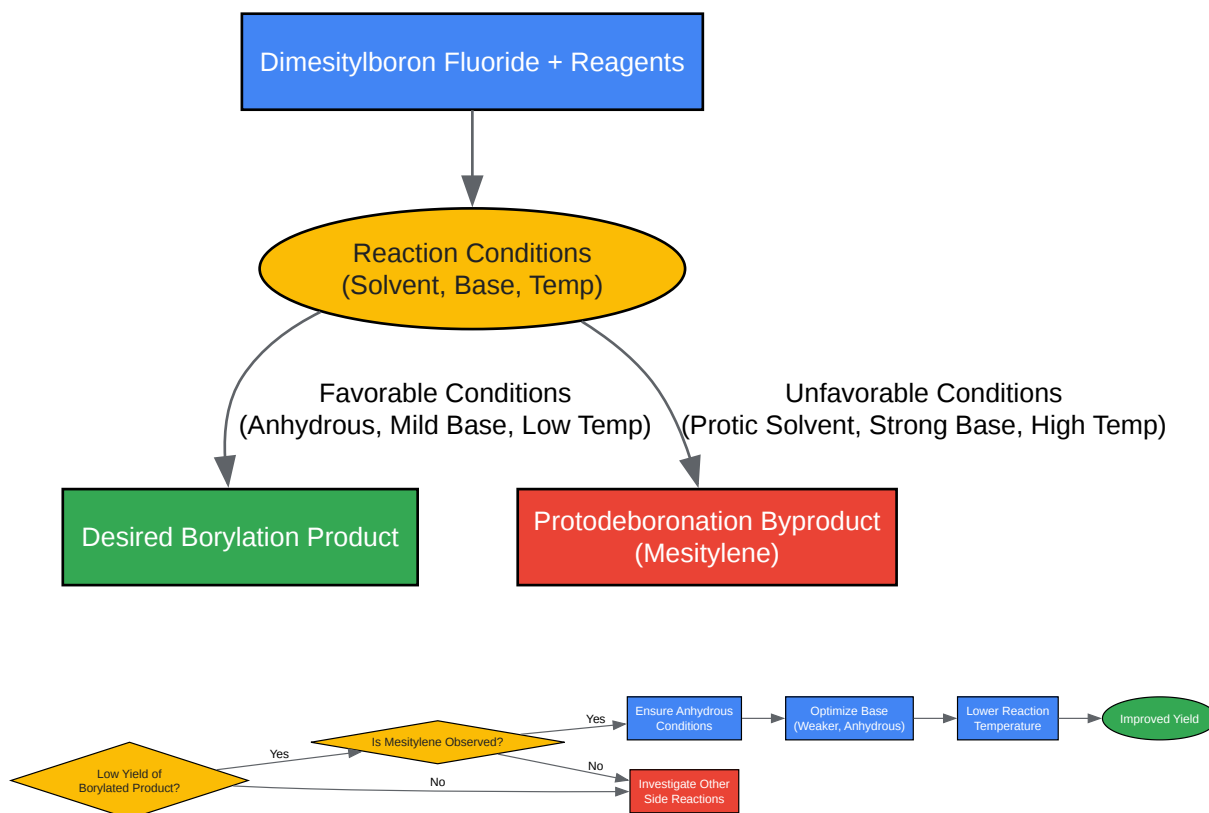 Dimesitylboron Fluoride + Reagents
Reaction Conditions
(Solvent, Base, Temp)
Favorable Conditions
(Anhydrous, Mild Base, Low Temp)
Unfavorable Conditions
(Protic Solvent, Strong Base, High Temp)
Desired Borylation Product
Protodeboronation Byproduct
(Mesitylene)
Low Yield of
Borylated Product?
Yes
No
Is Mesitylene Observed?
Yes
No
Ensure Anhydrous
Conditions
Optimize Base
(Weaker, Anhydrous)
Lower Reaction
Temperature
Improved Yield
Investigate Other
Side Reactions